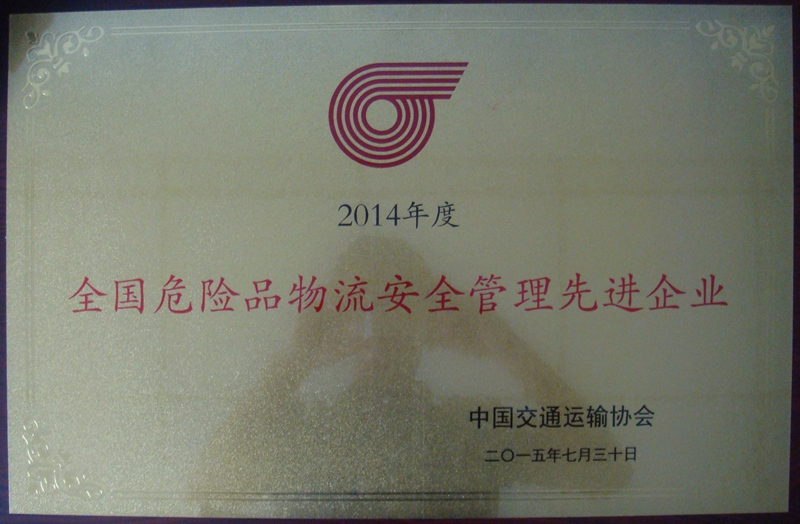 2014年度
全国危险品物流安全管理先进企业
中国交通运输协会
二〇一五年七月三十日